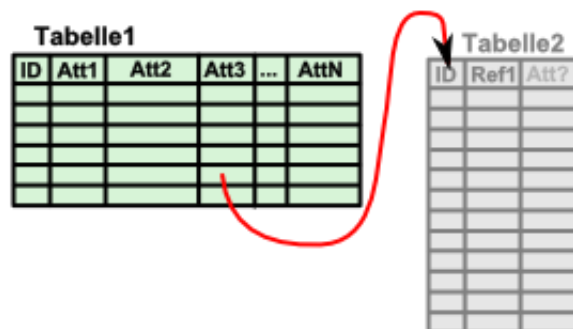 Tabelle1
ID Att1 Att2 Att3 ... AttN
Tabelle2
ID Ref1 Att?